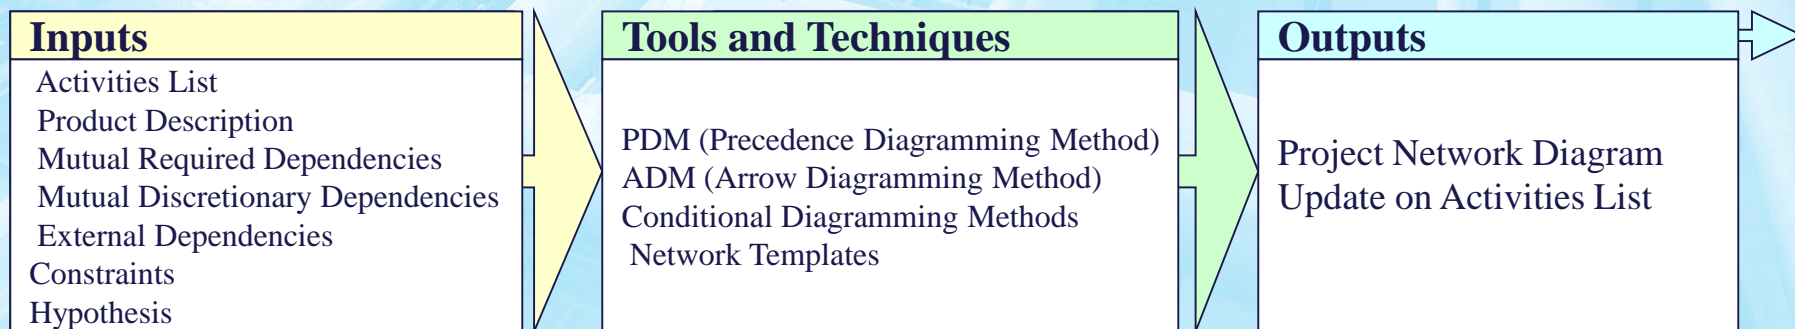 Inputs
Activities List
Product Description
Mutual Required Dependencies
Mutual Discretionary Dependencies
External Dependencies
Constraints
Hypothesis
Tools and Techniques
PDM (Precedence Diagramming Method)
ADM (Arrow Diagramming Method)
Conditional Diagramming Methods
Network Templates
Outputs
Project Network Diagram
Update on Activities List